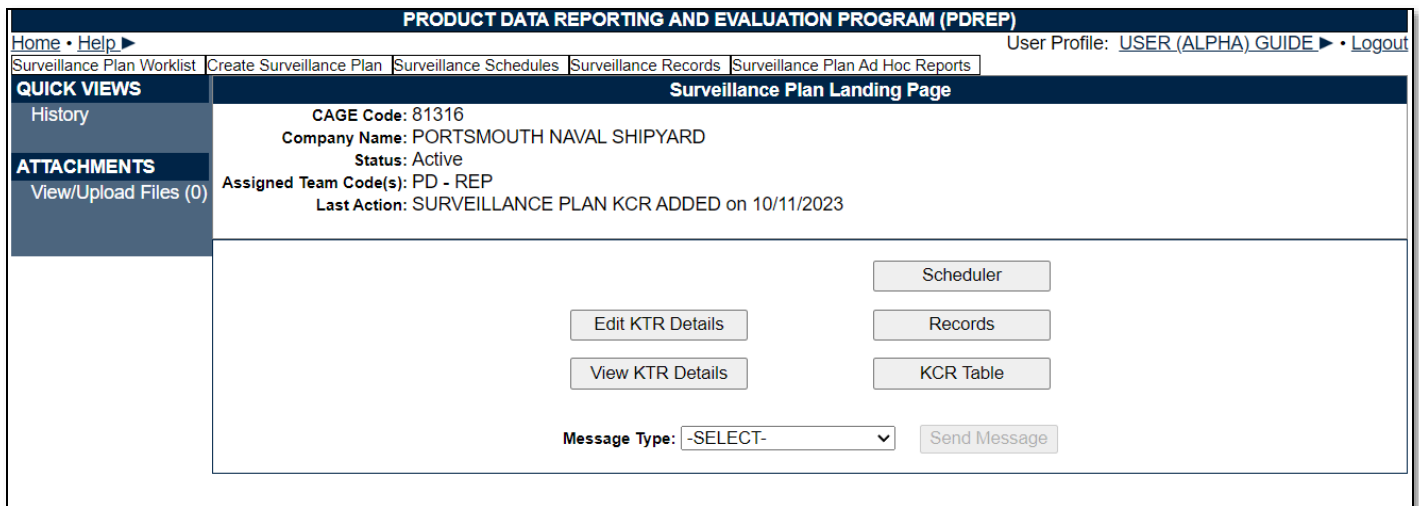 PRODUCT DATA REPORTING AND EVALUATION PROGRAM (PDREP)
Home • Help ▶ User Profile: USER (ALPHA) GUIDE ▶ • Logout
Surveillance Plan Worklist Create Surveillance Plan Surveillance Schedules Surveillance Records Surveillance Plan Ad Hoc Reports
QUICK VIEWS
History
ATTACHMENTS
View/Upload Files (0)
Surveillance Plan Landing Page
CAGE Code: 81316
Company Name: PORTSMOUTH NAVAL SHIPYARD
Status: Active
Assigned Team Code(s): PD - REP
Last Action: SURVEILLANCE PLAN KCR ADDED on 10/11/2023
Scheduler
Edit KTR Details Records
View KTR Details KCR Table
Message Type: -SELECT- Send Message